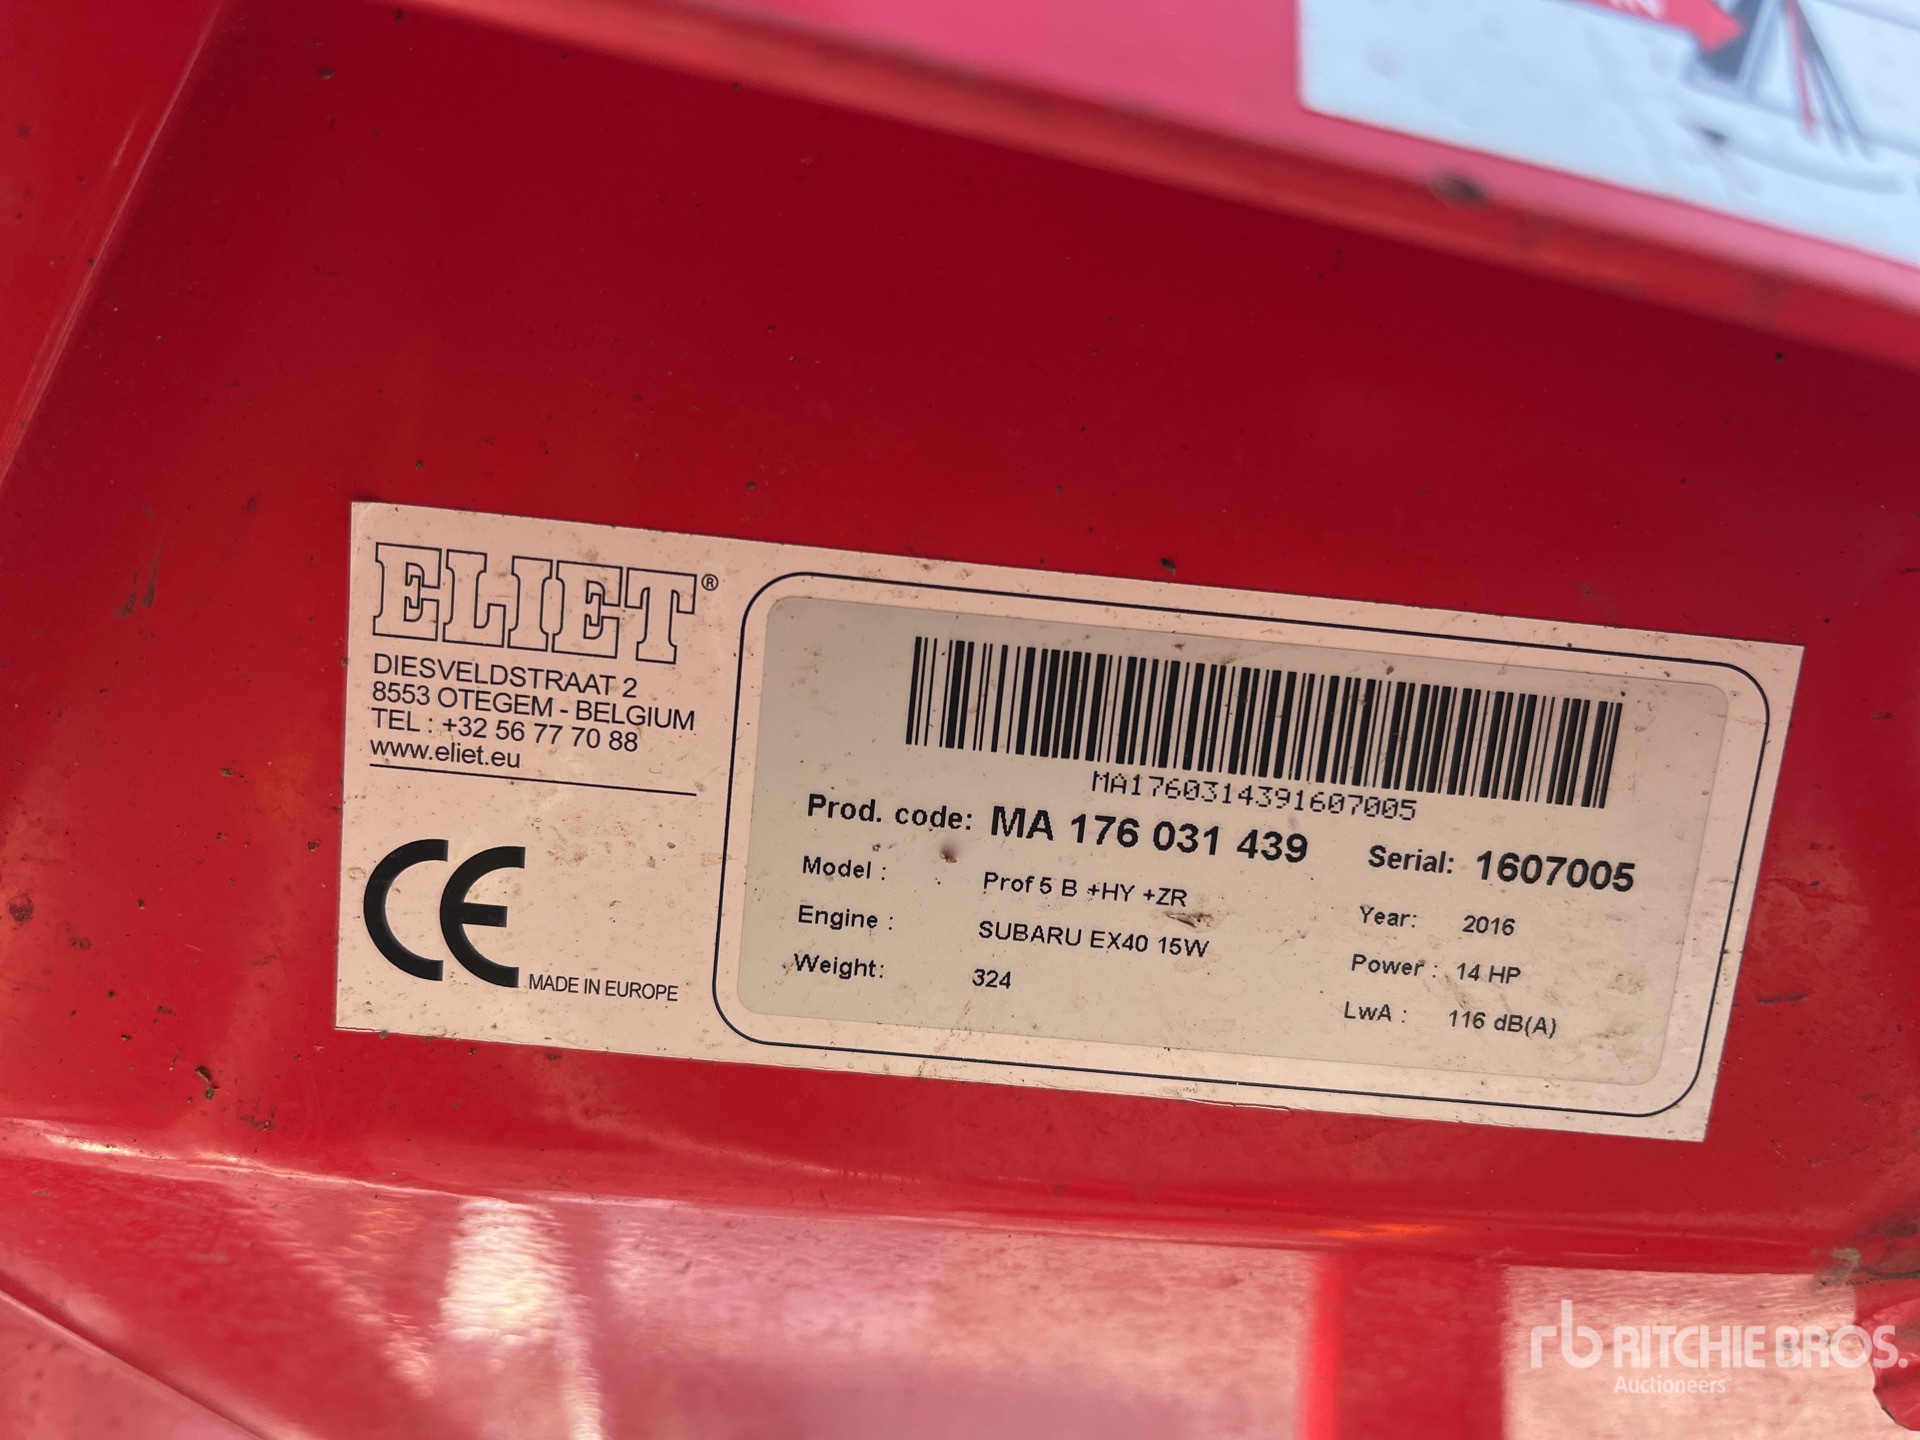 ELIET®
DIESVELDSTRAAT 2
8553 OTEGEM - BELGIUM
TEL : +32 56 77 70 88
www.eliet.eu
CE MADE IN EUROPE
MA1760314391607005
Prod. code: MA 176 031 439 Serial: 1607005
Model : Prof 5 B +HY +ZR
Engine : SUBARU EX40 15W Year: 2016
Weight: 324 Power : 14 HP
LwA : 116 dB(A)
rb RITCHIE BROS.
Auctioneers